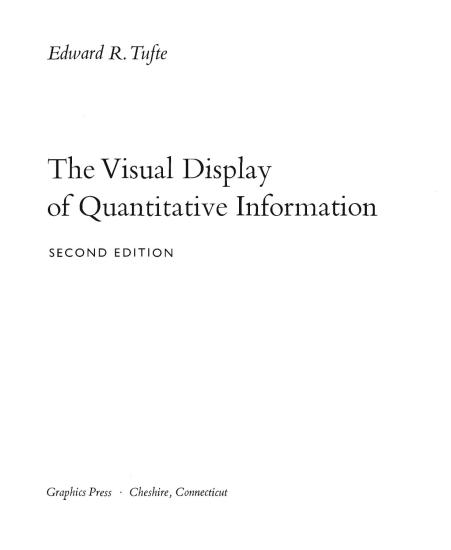 Edward R. Tufte
The Visual Display
of Quantitative Information
SECOND EDITION
Graphics Press · Cheshire, Connecticut